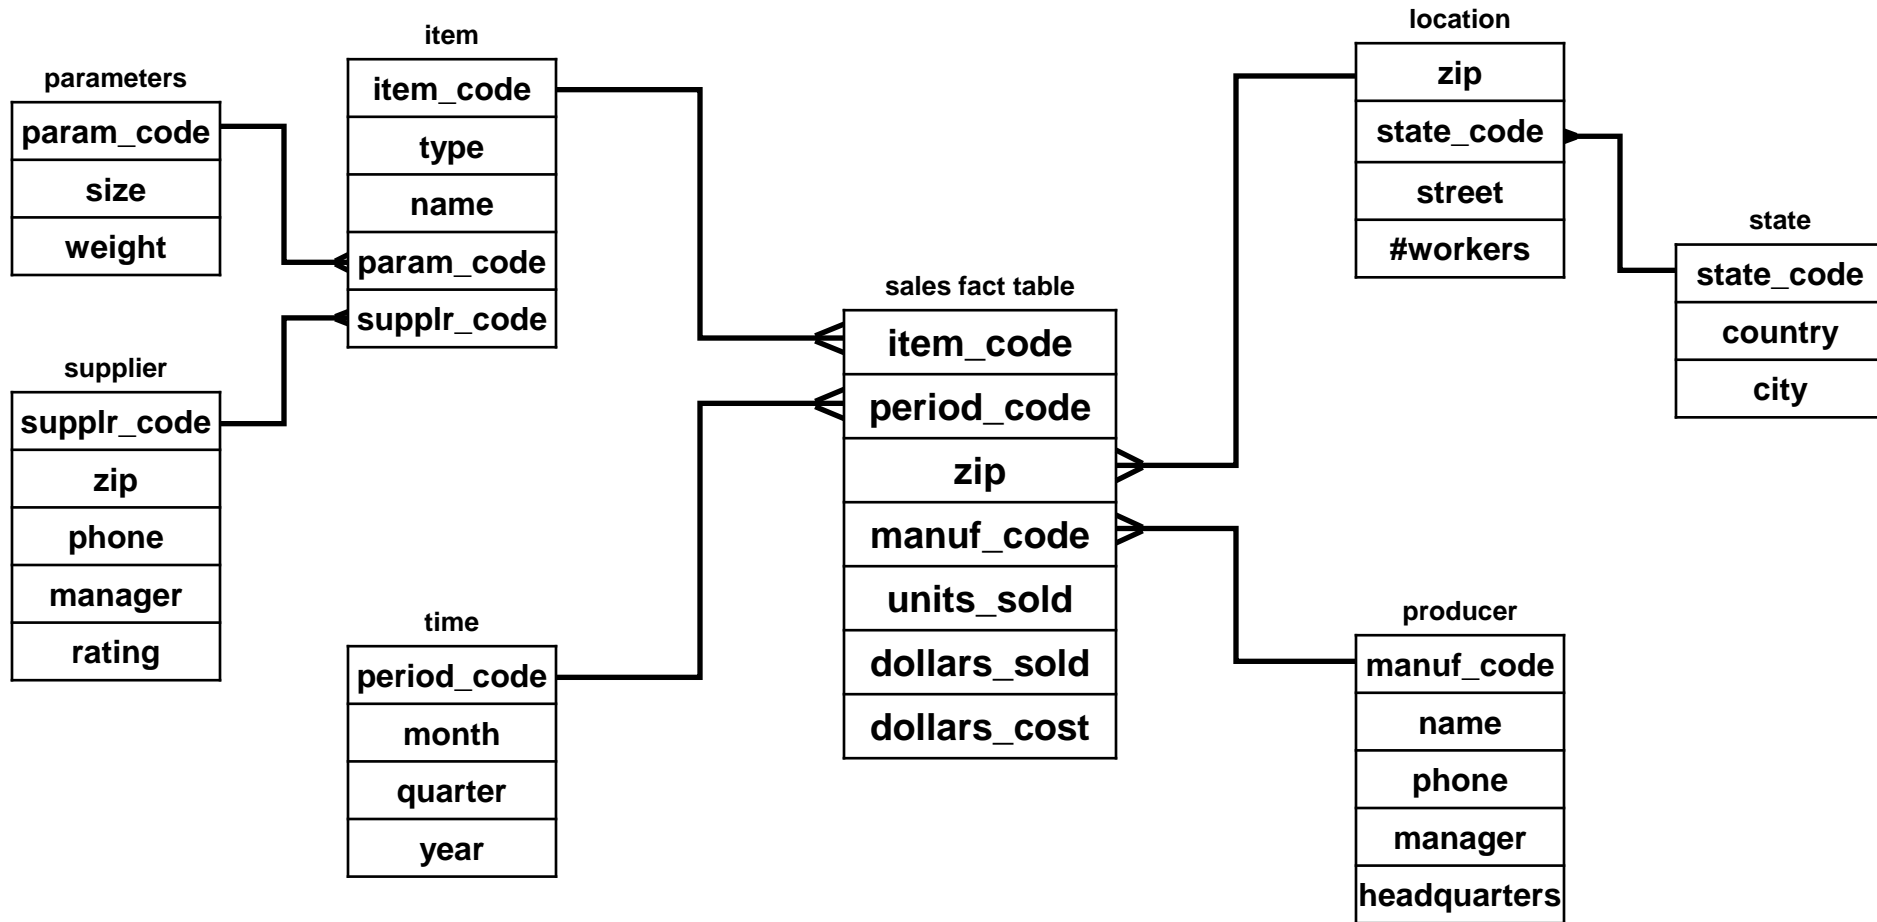 parameters
param_code
size
weight
supplier
supplr_code
zip
phone
manager
rating
item
item_code
type
name
param_code
supplr_code
time
period_code
month
quarter
year
sales fact table
item_code
period_code
zip
manuf_code
units_sold
dollars_sold
dollars_cost
location
zip
state_code
street
#workers
producer
manuf_code
name
phone
manager
headquarters
state
state_code
country
city